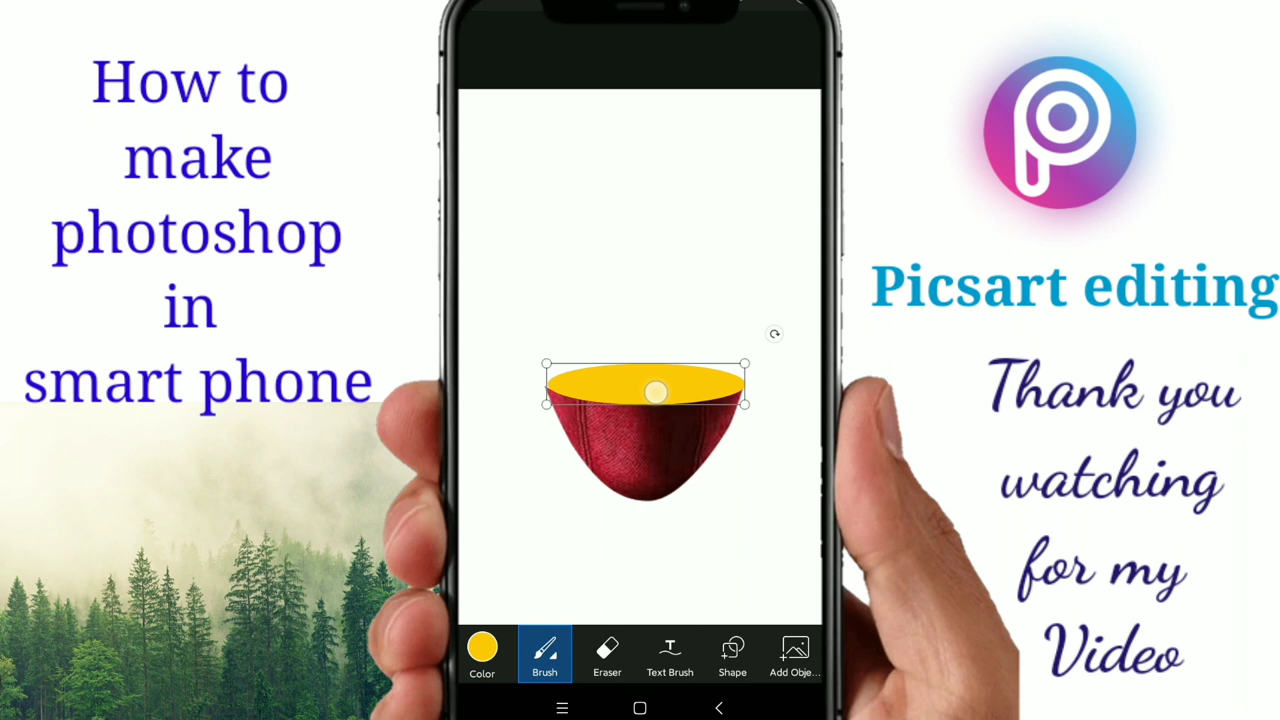 How to
make
photoshop
in
smart phone
Picsart editing
Thank you
watching
for my
Video
Color
Brush
Eraser
Text Brush
Shape
Add Obje...